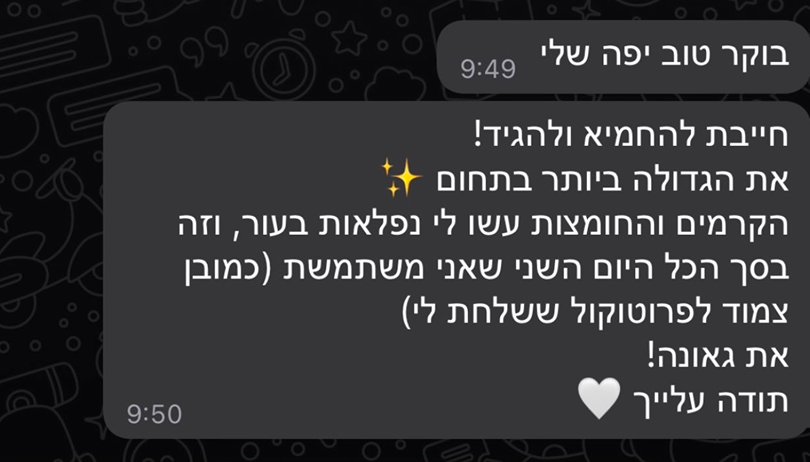 בוקר טוב יפה שלי
9:49
חייבת להחמיא ולהגיד!
את הגדולה ביותר בתחום ✨
הקרמים והחומצות עשו לי נפלאות בעור, וזה
בסך הכל היום השני שאני משתמשת (כמובן
צמוד לפרוטוקול ששלחת לי)
את גאונה!
תודה עלייך 🤍
9:50